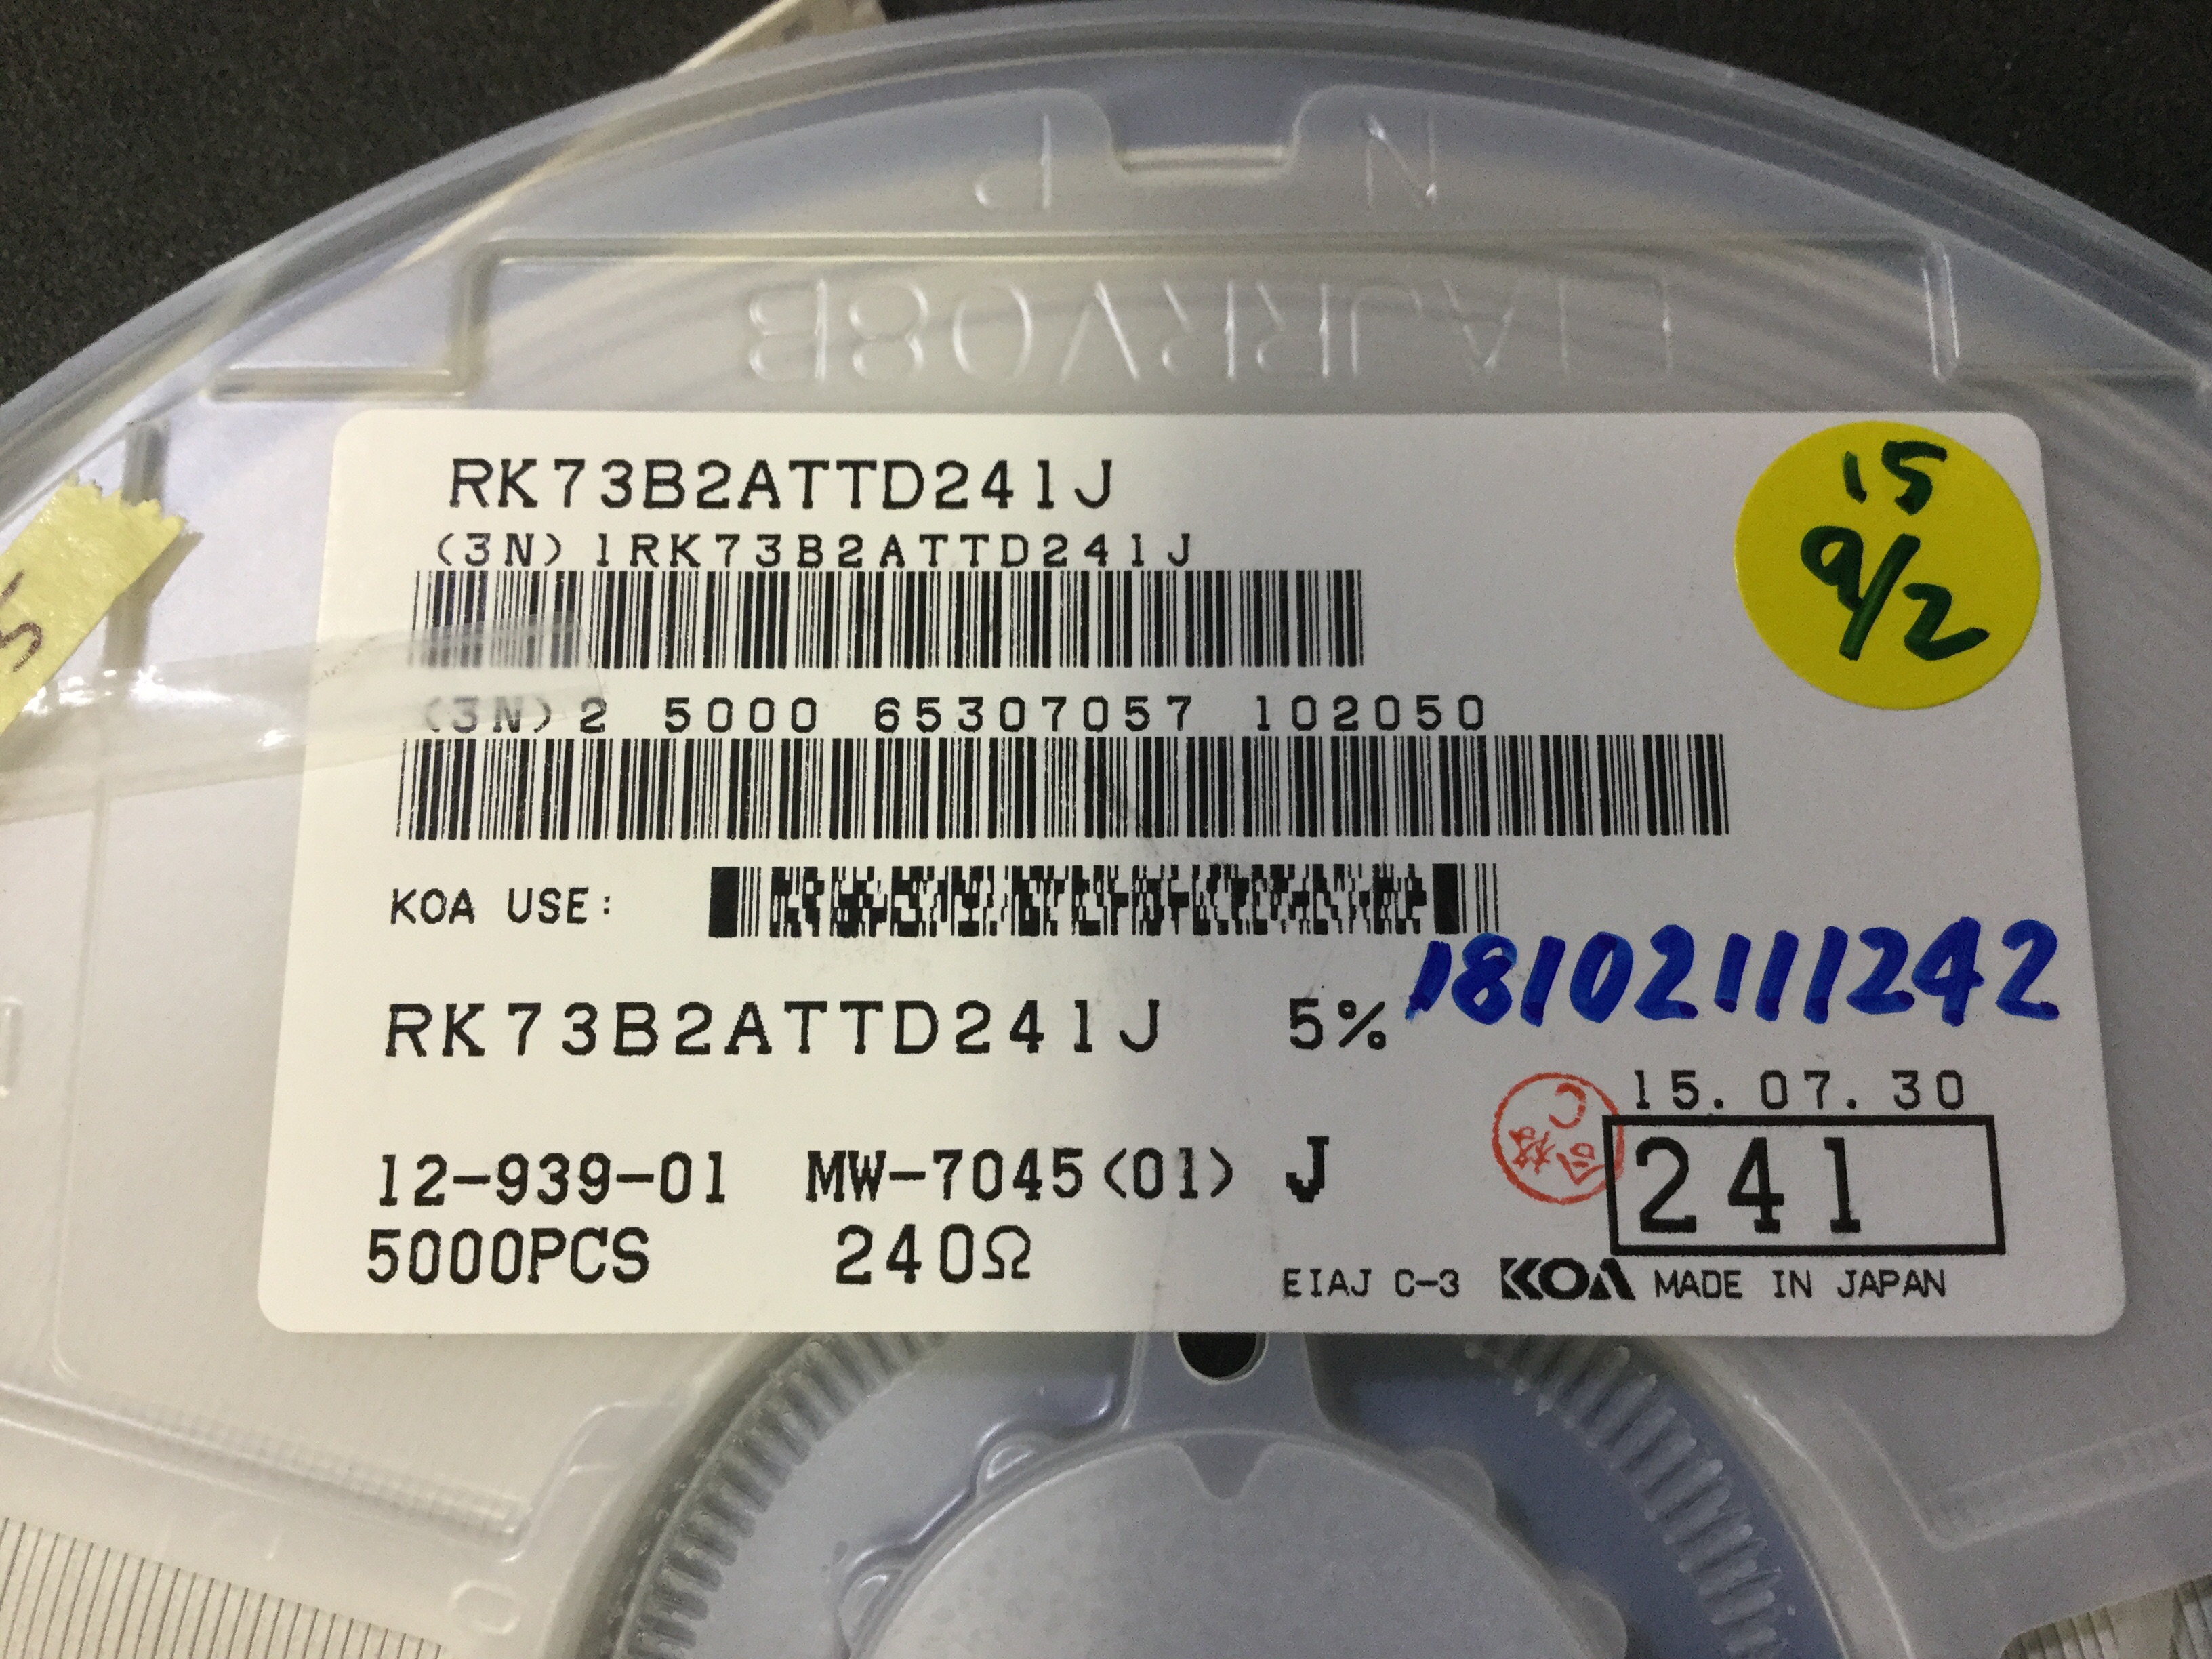 P N
EIAJRRV08B
RK73B2ATTD241J
15
9/2
(3N)1RK73B2ATTD241J
(3N)2 5000 65307057 102050
KOA USE:
18102111242
RK73B2ATTD241J 5%
15.07.30
12-939-01 MW-7045(01) J
241
5000PCS 240Ω
EIAJ C-3 KOA MADE IN JAPAN